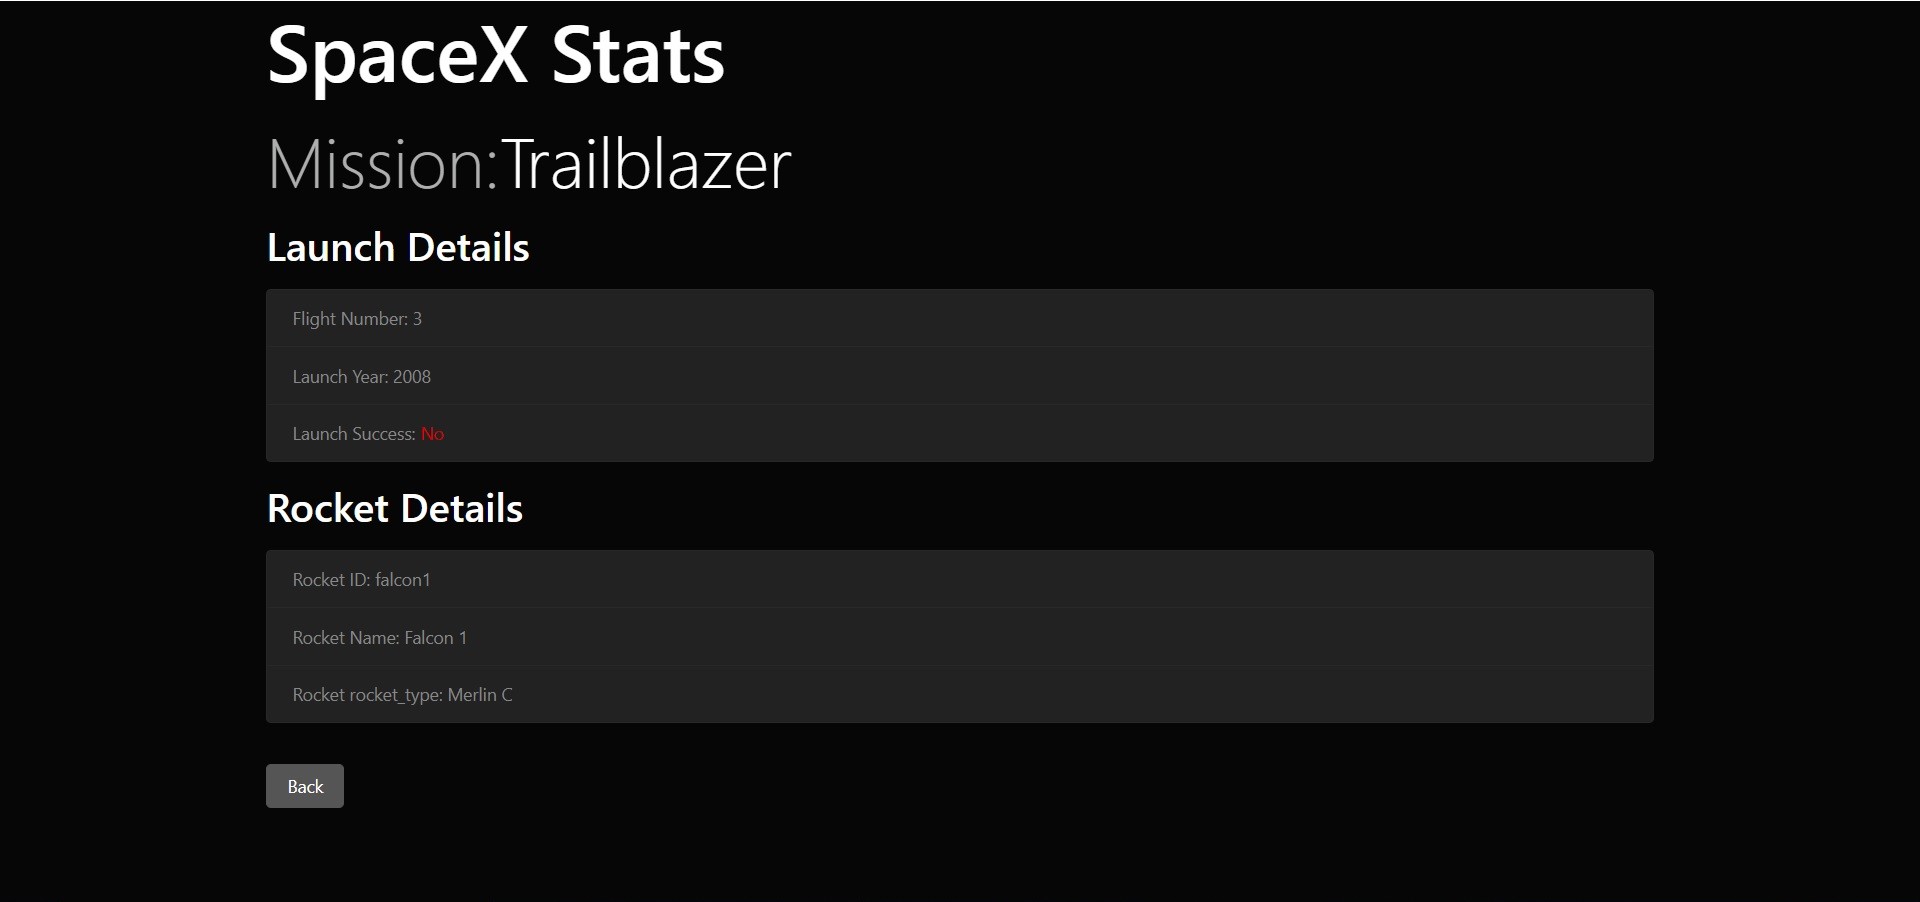 SpaceX Stats
Mission:Trailblazer
Launch Details
Flight Number: 3
Launch Year: 2008
Launch Success: No
Rocket Details
Rocket ID: falcon1
Rocket Name: Falcon 1
Rocket rocket_type: Merlin C
Back